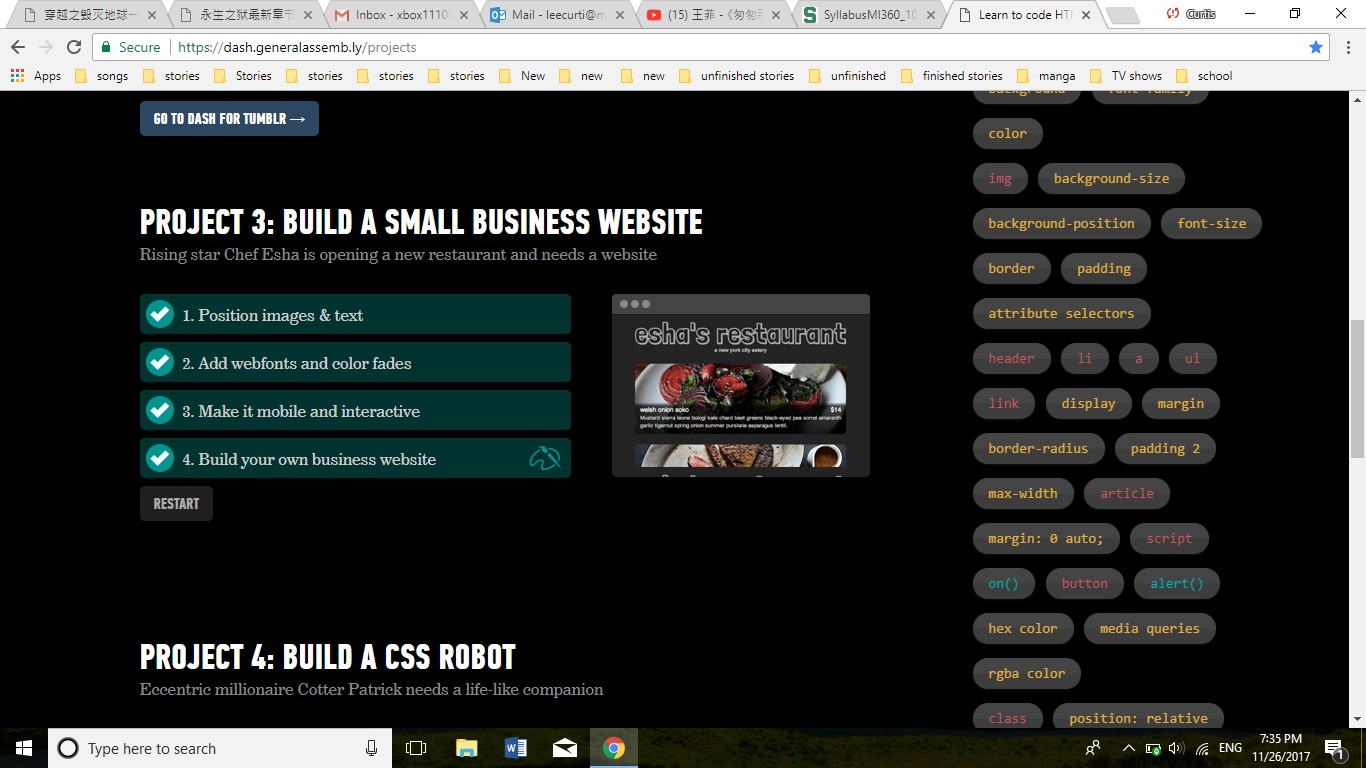 穿越之毁灭地球一
永生之狱最新章节
Inbox - xbox1110
Mail - leecurti@m
(15) 王菲 -《匆匆
SyllabusMI360_10
Learn to code HT
Curtis
Secure
https://dash.generalassemb.ly/projects
Apps songs stories Stories stories stories stories New new new unfinished stories unfinished finished stories manga TV shows school
GO TO DASH FOR TUMBLR →
PROJECT 3: BUILD A SMALL BUSINESS WEBSITE
Rising star Chef Esha is opening a new restaurant and needs a website
1. Position images & text
2. Add webfonts and color fades
3. Make it mobile and interactive
4. Build your own business website
RESTART
esha's restaurant
a new york city eatery
welsh onion soko $14
Mustard sierra leone bologi kale chard beet greens black-eyed pea sorrel amaranth
garlic tigernut spring onion summer purslane asparagus lentil.
PROJECT 4: BUILD A CSS ROBOT
Eccentric millionaire Cotter Patrick needs a life-like companion
background font-family
color
img background-size
background-position font-size
border padding
attribute selectors
header li a ul
link display margin
border-radius padding 2
max-width article
margin: 0 auto; script
on() button alert()
hex color media queries
rgba color
class position: relative
Type here to search
ENG
7:35 PM
11/26/2017
1